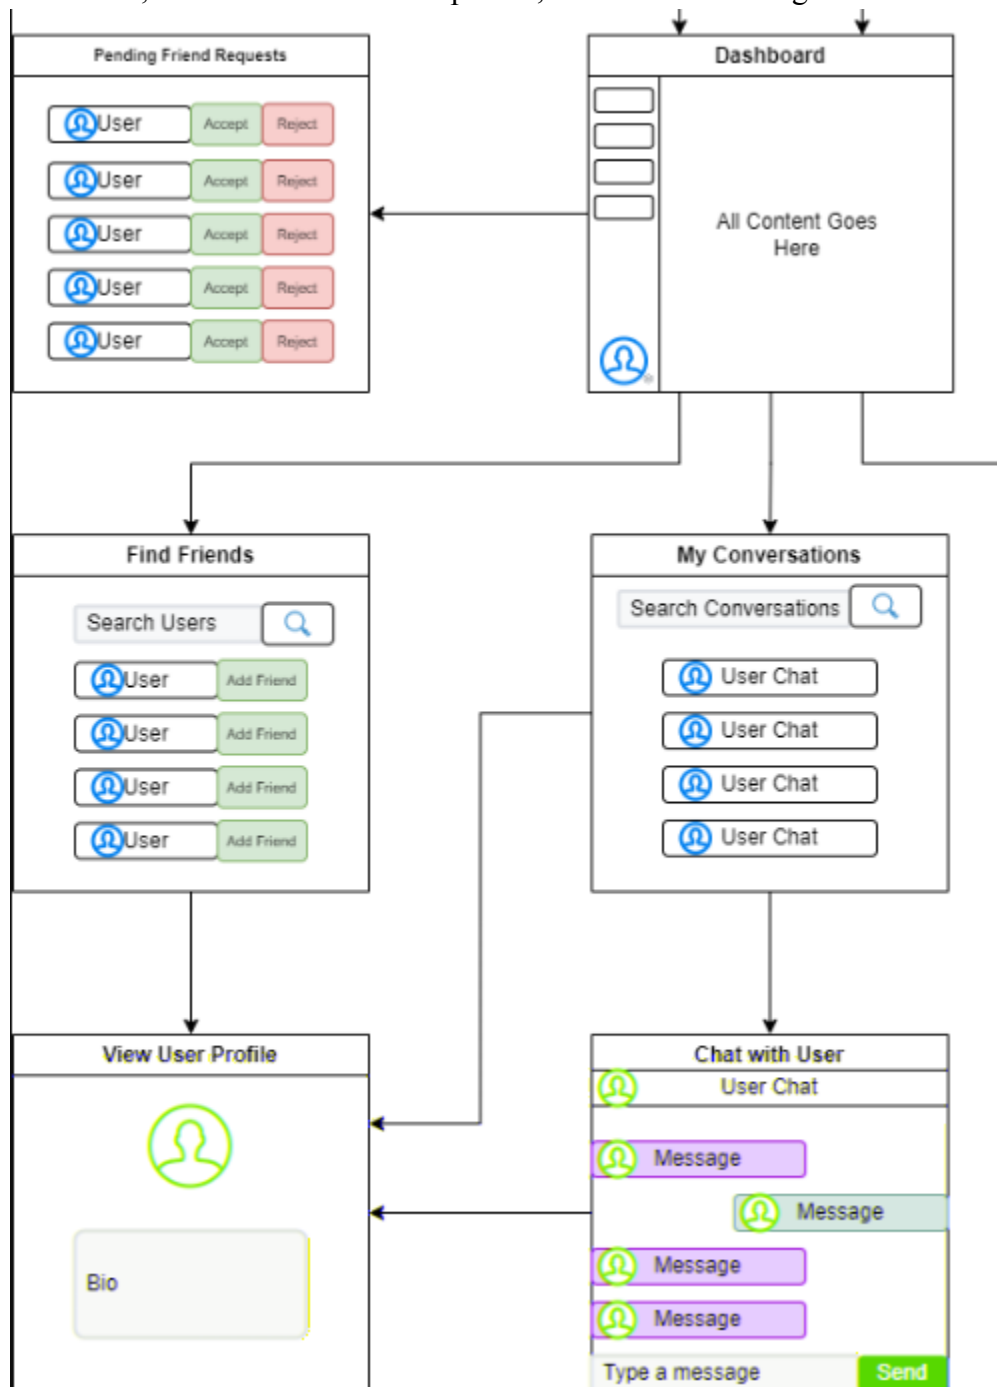 Pending Friend Requests
User Accept Reject
User Accept Reject
User Accept Reject
User Accept Reject
User Accept Reject
Dashboard
All Content Goes
Here
Find Friends
Search Users
User Add Friend
User Add Friend
User Add Friend
User Add Friend
My Conversations
Search Conversations
User Chat
User Chat
User Chat
User Chat
View User Profile
Bio
Chat with User
User Chat
Message
Message
Message
Message
Type a message Send